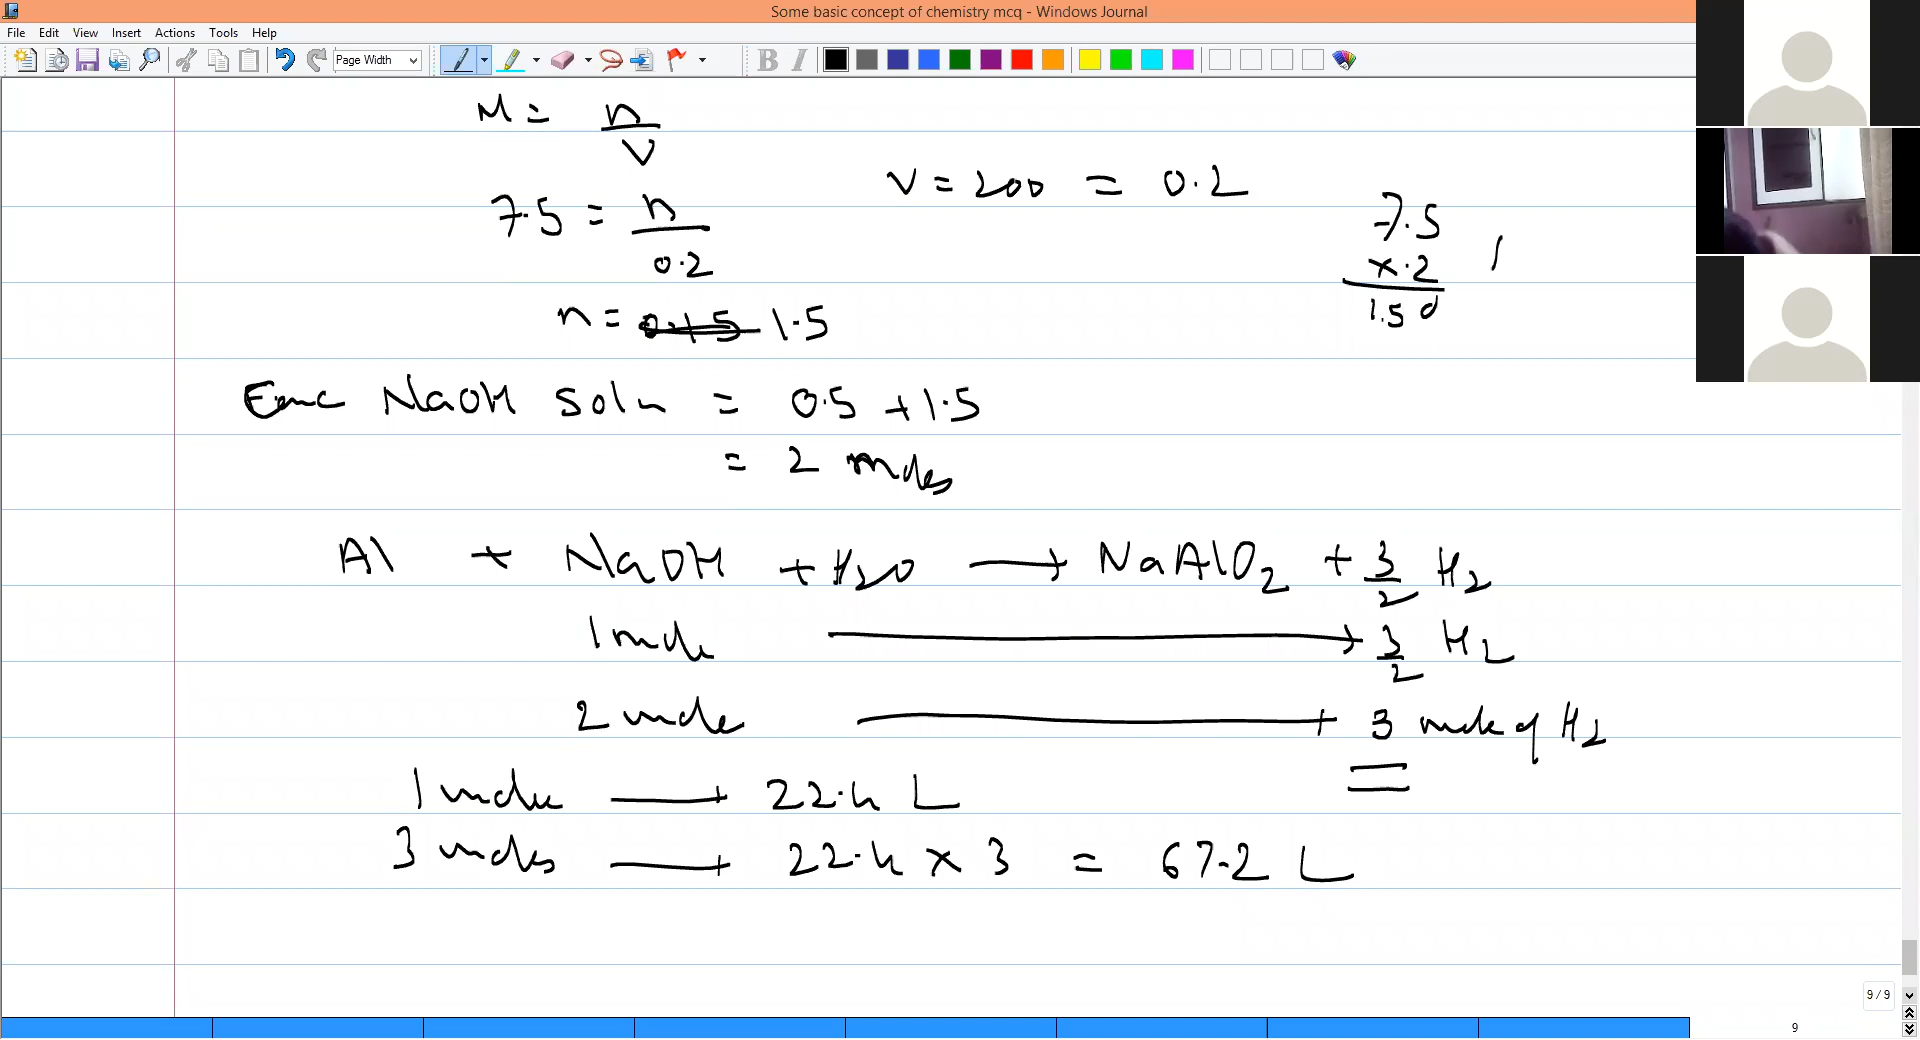 Some basic concept of chemistry mcq - Windows Journal
File Edit View Insert Actions Tools Help
Page Width
B I
M = n/V
V = 200 = 0.2
7.5 = n/0.2
7.5
x .2
1.50
n = 0.15 1.5
NaOH soln = 0.5 + 1.5
= 2 moles
Al + NaOH + H2O → NaAlO2 + 3/2 H2
1 mole → 3/2 H2
2 mole → 3 mole of H2
1 mole → 22.4 L
3 moles → 22.4 x 3 = 67.2 L
9 / 9
9